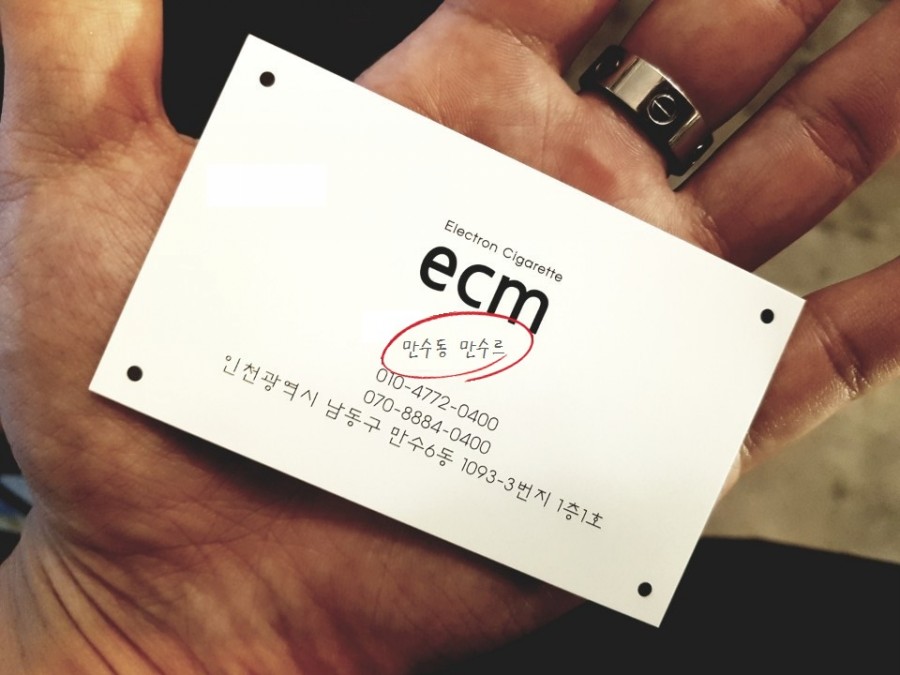 Electron Cigarette
ecm
만수동 만수르
010-4772-0400
070-8884-0400
인천광역시 남동구 만수6동 1093-3번지 1층1호